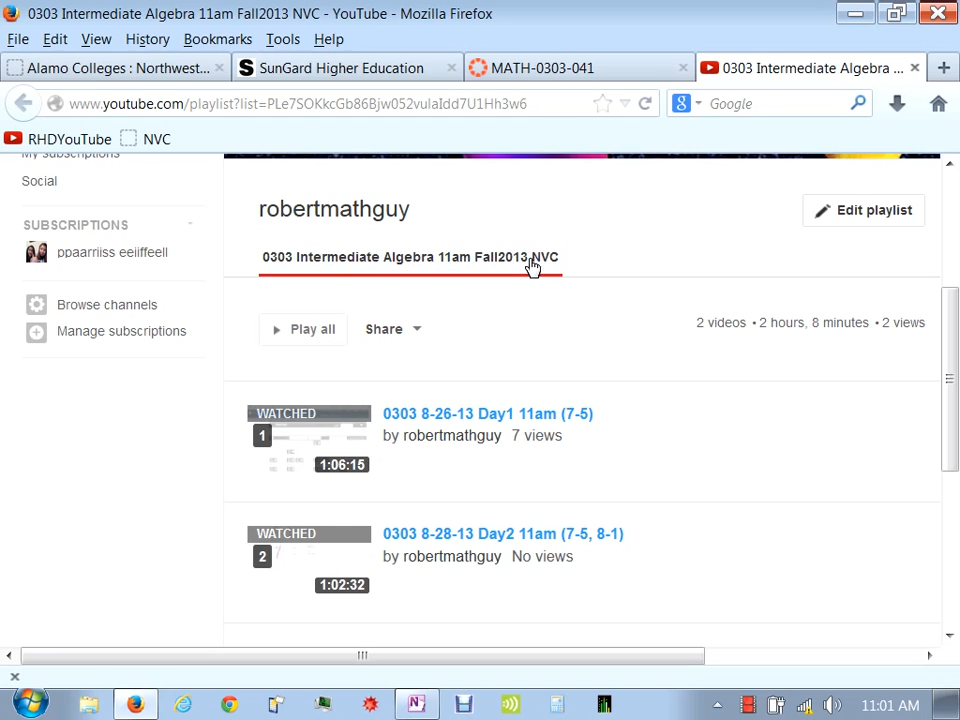 0303 Intermediate Algebra 11am Fall2013 NVC - YouTube - Mozilla Firefox
File Edit View History Bookmarks Tools Help
Alamo Colleges : Northwest... × SunGard Higher Education × MATH-0303-041 × 0303 Intermediate Algebra ... × +
www.youtube.com/playlist?list=PLe7SOKkcGb86Bjw052vulaIdd7U1Hh3w6 Google
RHDYouTube NVC
My subscriptions
Social
SUBSCRIPTIONS
ppaarriiss eeiiffeell
Browse channels
Manage subscriptions
robertmathguy
Edit playlist
0303 Intermediate Algebra 11am Fall2013 NVC
Play all Share
2 videos • 2 hours, 8 minutes • 2 views
WATCHED
1
1:06:15
0303 8-26-13 Day1 11am (7-5)
by robertmathguy 7 views
WATCHED
2
1:02:32
0303 8-28-13 Day2 11am (7-5, 8-1)
by robertmathguy No views
11:01 AM